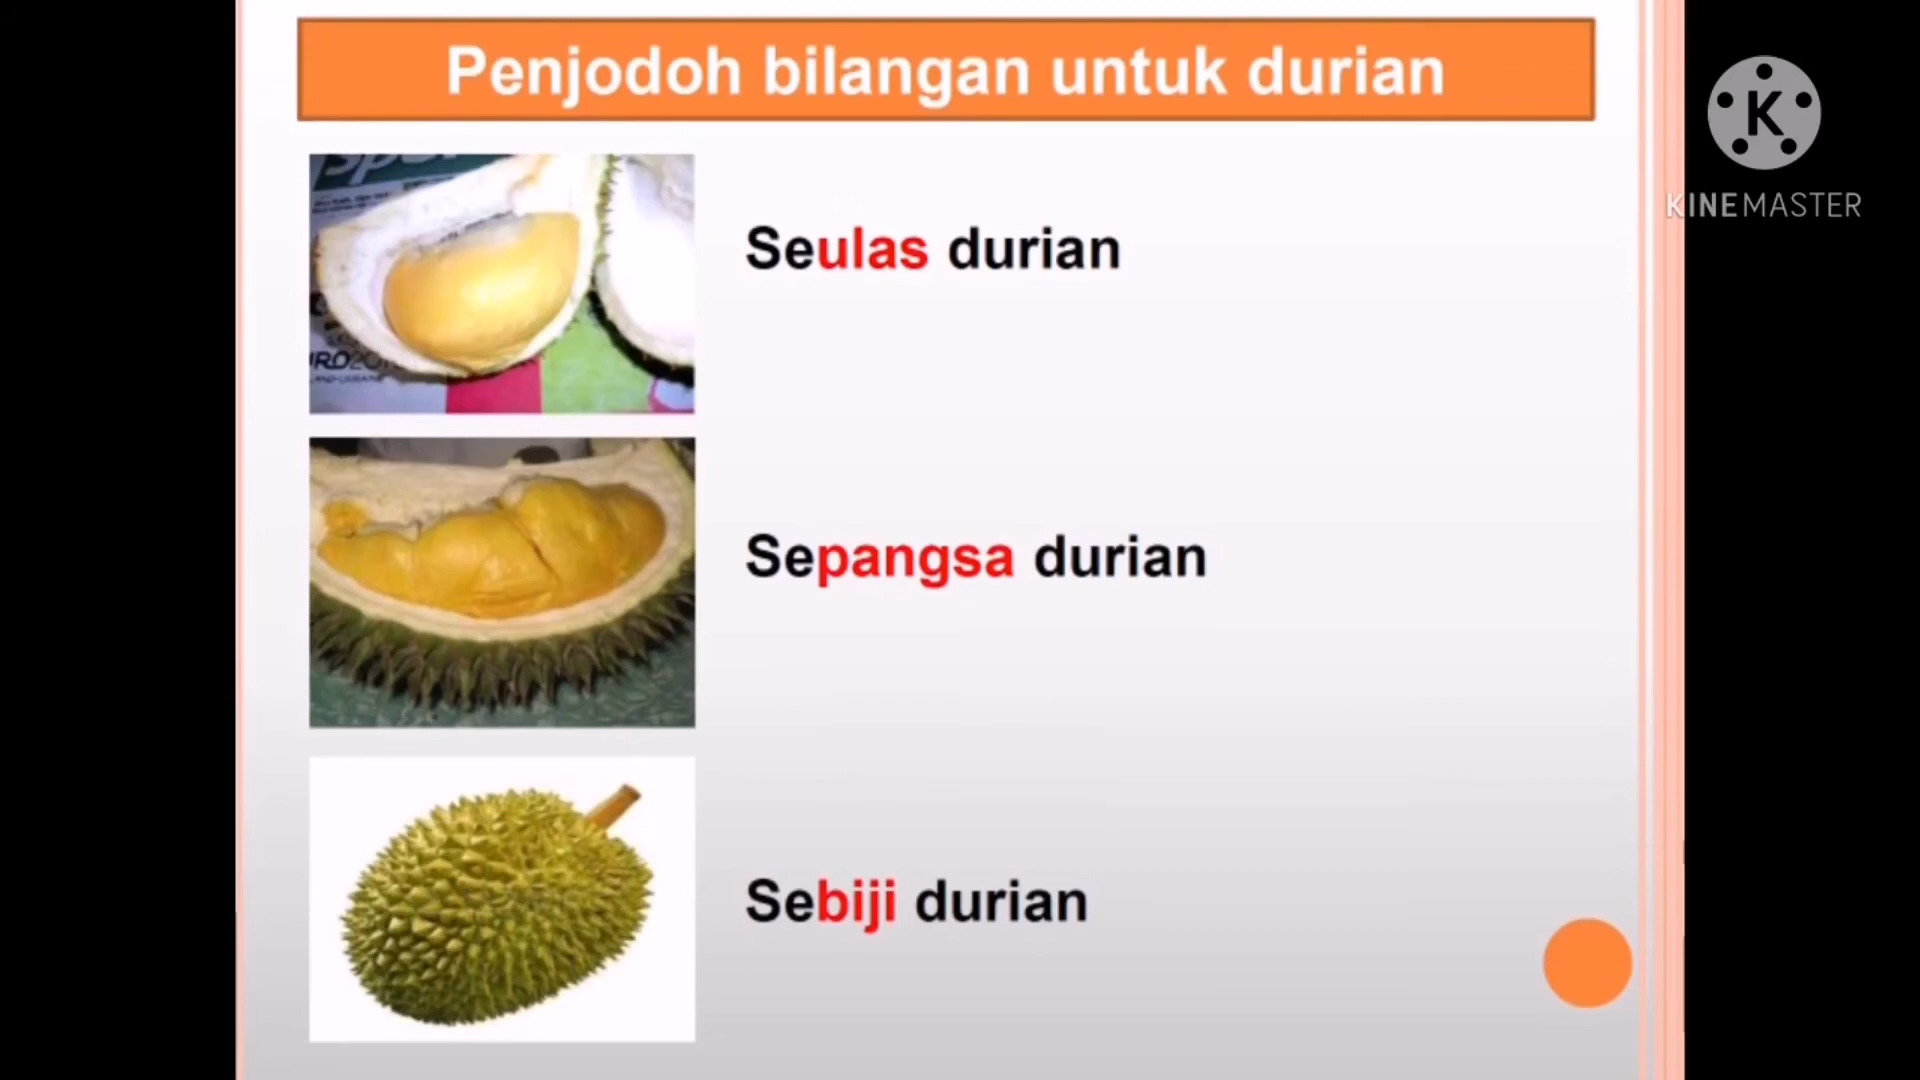 Penjodoh bilangan untuk durian
Seulas durian
Sepangsa durian
Sebiji durian
K
KINEMASTER